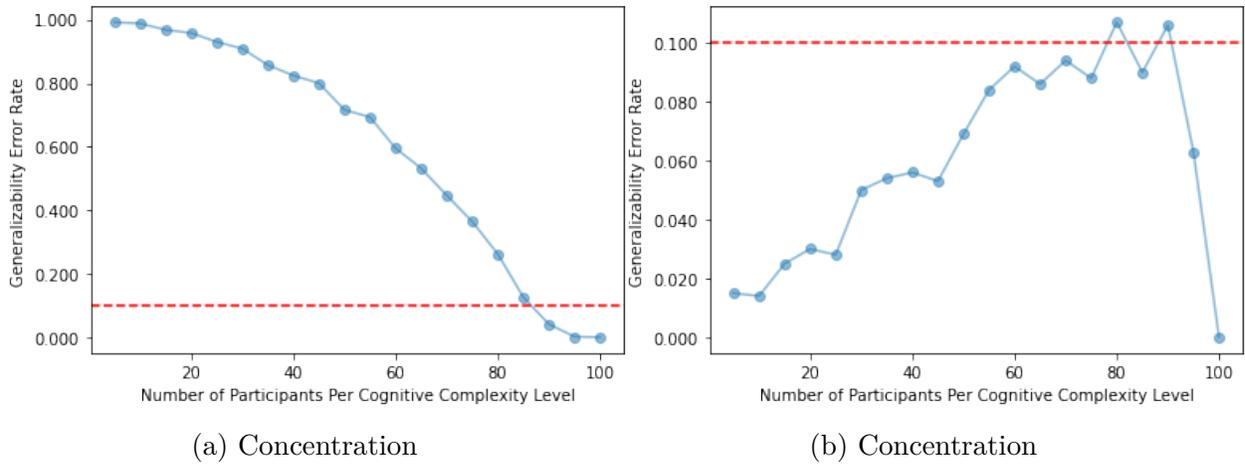 Generalizability Error Rate
1.000
0.800
0.600
0.400
0.200
0.000
20 40 60 80 100
Number of Participants Per Cognitive Complexity Level
(a) Concentration
Generalizability Error Rate
0.100
0.080
0.060
0.040
0.020
0.000
20 40 60 80 100
Number of Participants Per Cognitive Complexity Level
(b) Concentration